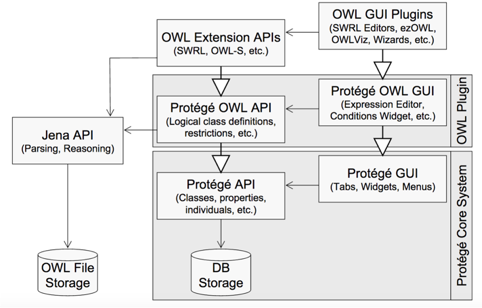 OWL GUI Plugins
(SWRL Editors, ezOWL,
OWLViz, Wizards, etc.)
OWL Extension APIs
(SWRL, OWL-S, etc.)
Protégé OWL API
(Logical class definitions,
restrictions, etc.)
Protégé OWL GUI
(Expression Editor,
Conditions Widget, etc.)
OWL Plugin
Jena API
(Parsing, Reasoning)
Protégé API
(Classes, properties,
individuals, etc.)
Protégé GUI
(Tabs, Widgets, Menus)
Protégé Core System
OWL File
Storage
DB
Storage